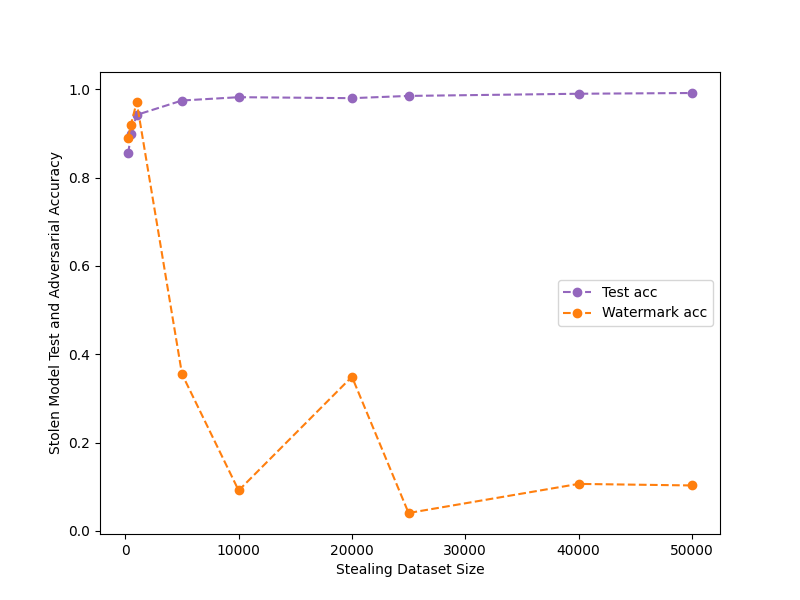 1.0
0.8
0.6
0.4
0.2
0.0
Stolen Model Test and Adversarial Accuracy
Test acc
Watermark acc
0 10000 20000 30000 40000 50000
Stealing Dataset Size